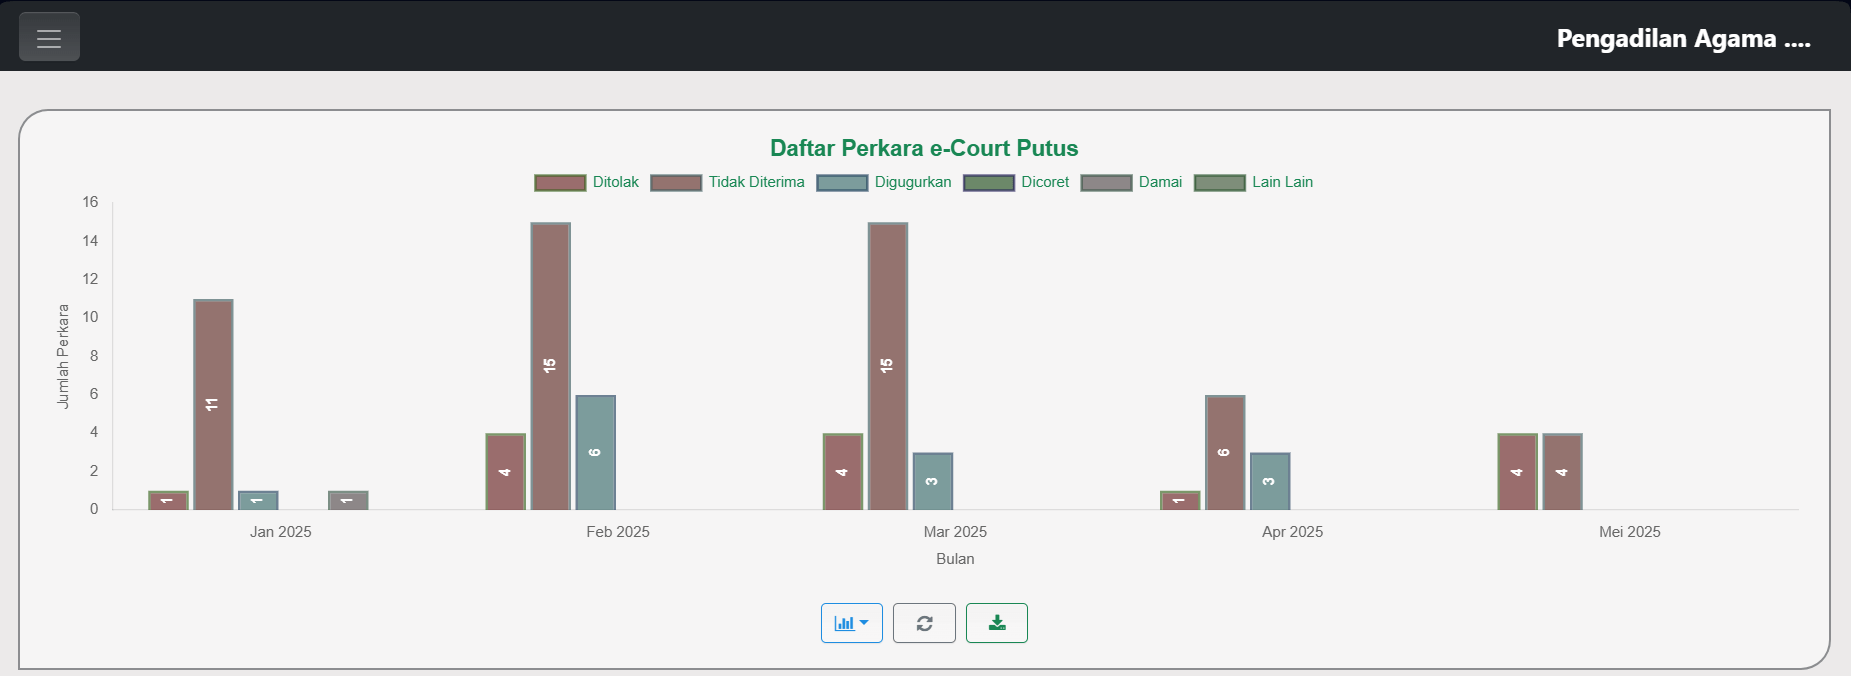 Pengadilan Agama ....
Daftar Perkara e-Court Putus
Ditolak Tidak Diterima Digugurkan Dicoret Damai Lain Lain
Jumlah Perkara
16
14
12
10
8
6
4
2
0
1 11 1 1
4 15 6
4 15 3
1 6 3
4 4
Jan 2025 Feb 2025 Mar 2025 Apr 2025 Mei 2025
Bulan